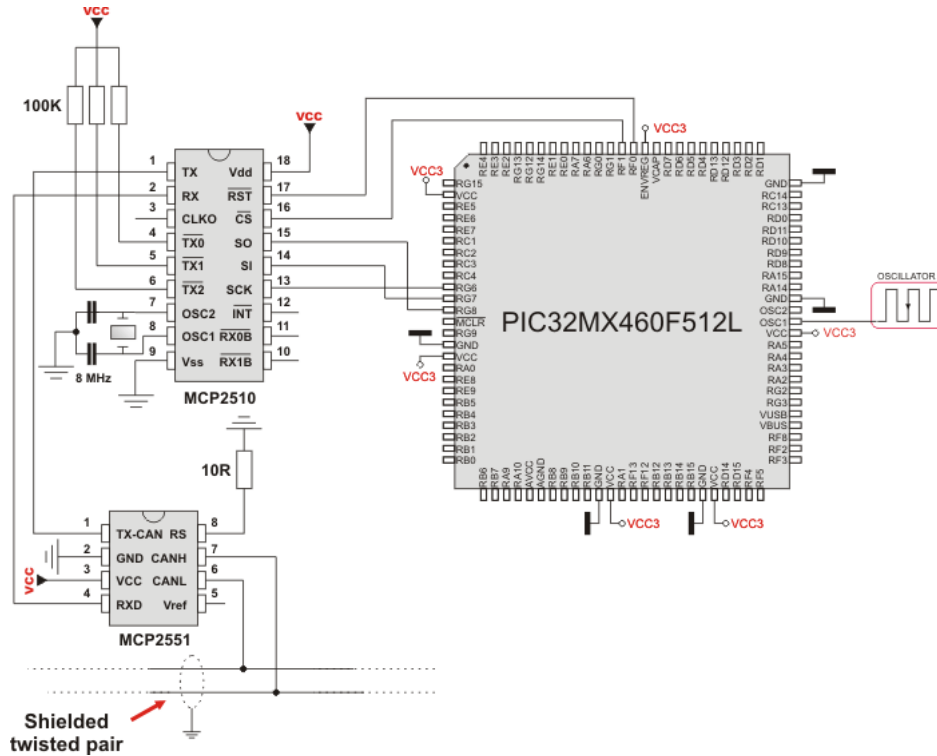 vcc
100K
vcc
1 TX Vdd 18
2 RX RST 17
3 CLKO CS 16
4 TX0 SO 15
5 TX1 SI 14
6 TX2 SCK 13
7 OSC2 INT 12
8 OSC1 RX0B 11
9 Vss RX1B 10
8 MHz
MCP2510
10R
1 TX-CAN RS 8
2 GND CANH 7
3 VCC CANL 6
4 RXD Vref 5
vcc
MCP2551
Shielded
twisted pair
VCC3
RE4
RE3
RE2
RG13
RG12
RG14
RE1
RE0
RA7
RA6
RG0
RG1
RF1
RF0
ENVREG
VCAP
RD7
RD6
RD5
RD4
RD13
RD12
RD3
RD2
RD1
VCC3
RG15
VCC
RE5
RE6
RE7
RC1
RC2
RC3
RC4
RG6
RG7
RG8
MCLR
RG9
GND
VCC
RA0
RE8
RE9
RB5
RB4
RB3
RB2
RB1
RB0
VCC3
PIC32MX460F512L
GND
RC14
RC13
RD0
RD11
RD10
RD9
RD8
RA15
RA14
GND
OSC2
OSC1
VCC
RA5
RA4
RA3
RA2
RG2
RG3
VUSB
VBUS
RF8
RF2
RF3
OSCILLATOR
VCC3
RB6
RB7
RA9
RA10
AVCC
AGND
RB8
RB9
RB10
RB11
GND
VCC
RA1
RF13
RF12
RB12
RB13
RB14
RB15
GND
VCC
RD14
RD15
RF4
RF5
VCC3
VCC3